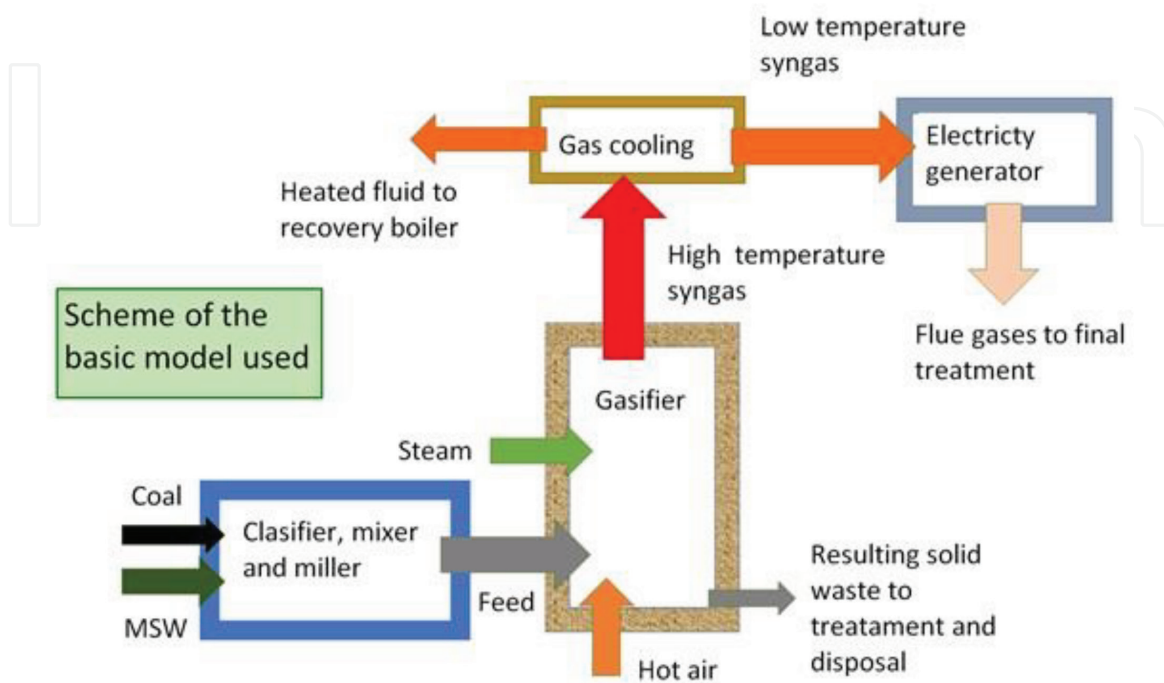 Low temperature
syngas
Gas cooling
Electricty
generator
Heated fluid to
recovery boiler
High temperature
syngas
Flue gases to final
treatment
Scheme of the
basic model used
Gasifier
Steam
Coal
Clasifier, mixer
and miller
MSW
Feed
Hot air
Resulting solid
waste to
treatament and
disposal